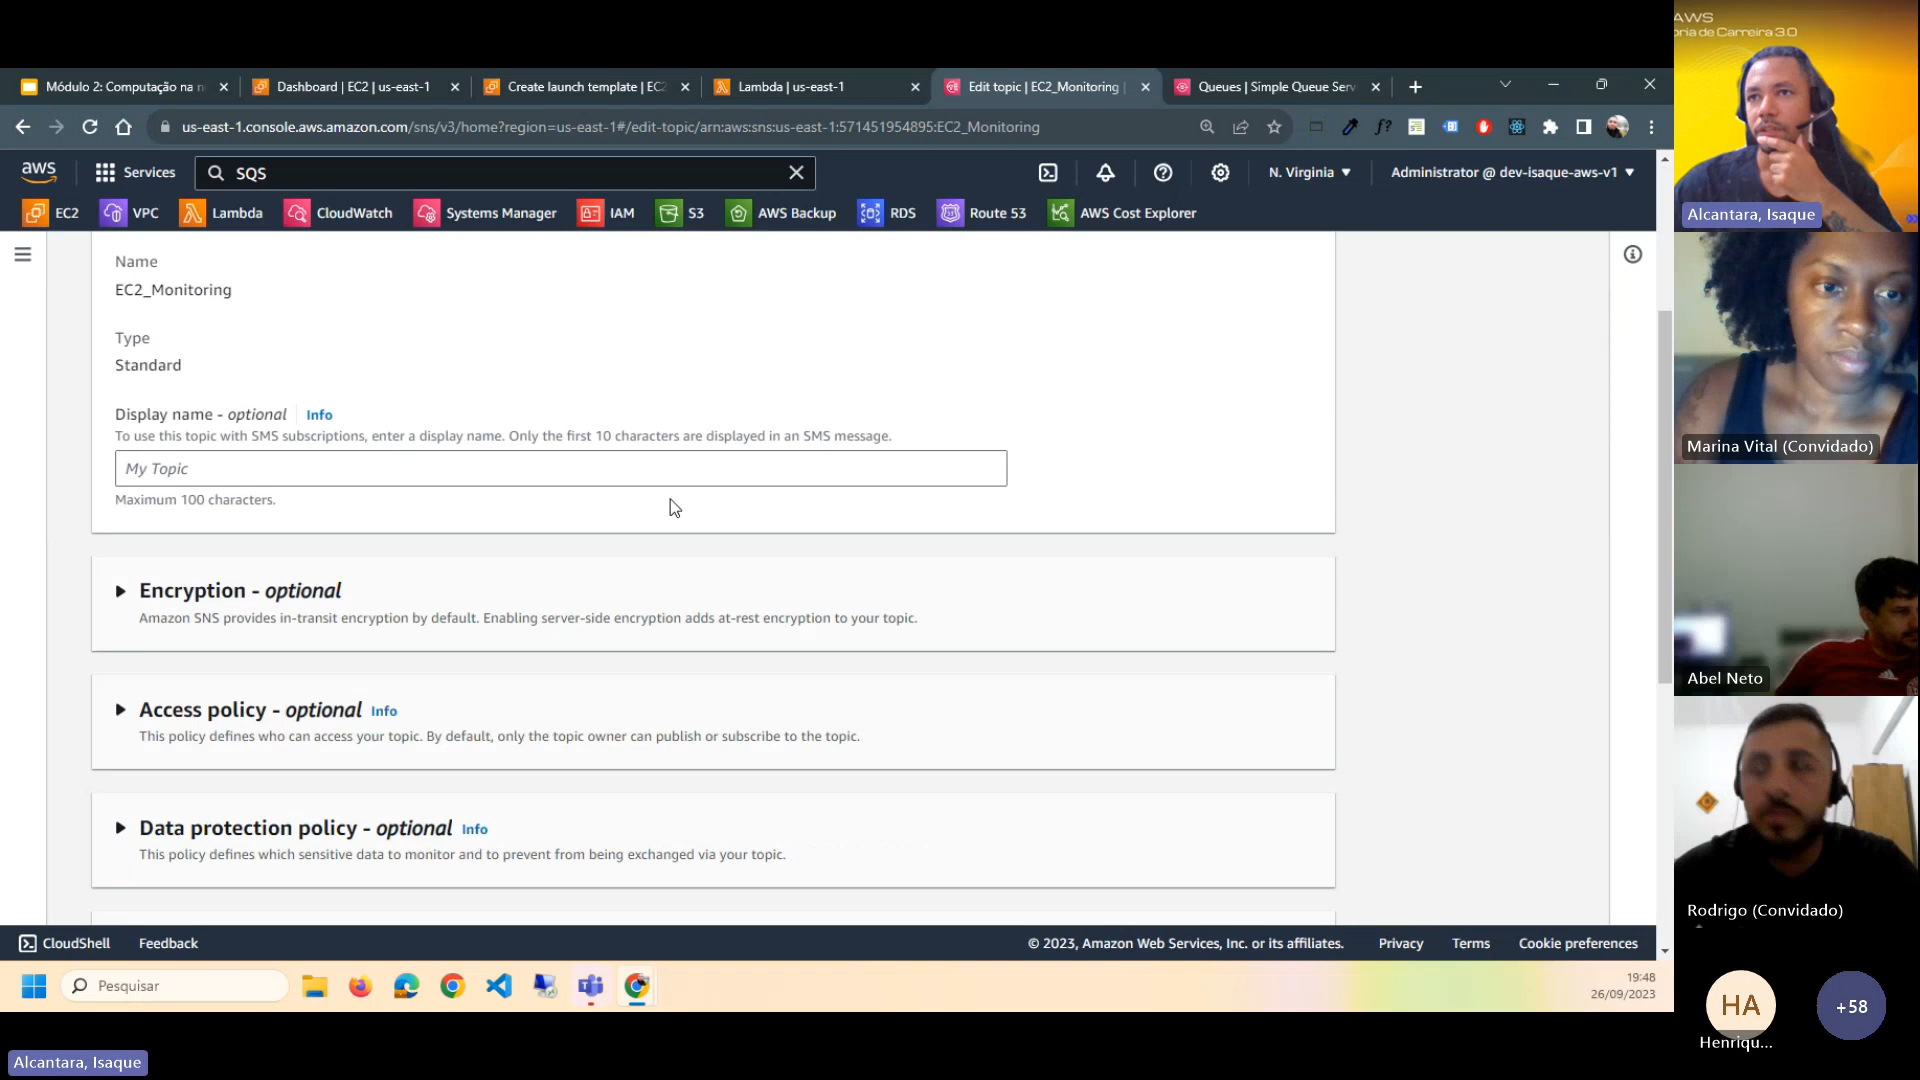 Módulo 2: Computação na n
Dashboard | EC2 | us-east-1
Create launch template | EC2
Lambda | us-east-1
Edit topic | EC2_Monitoring |
Queues | Simple Queue Serv
us-east-1.console.aws.amazon.com/sns/v3/home?region=us-east-1#/edit-topic/arn:aws:sns:us-east-1:571451954895:EC2_Monitoring
aws
Services
SQS
N. Virginia
Administrator @ dev-isaque-aws-v1
EC2
VPC
Lambda
CloudWatch
Systems Manager
IAM
S3
AWS Backup
RDS
Route 53
AWS Cost Explorer
Name
EC2_Monitoring
Type
Standard
Display name - optional Info
To use this topic with SMS subscriptions, enter a display name. Only the first 10 characters are displayed in an SMS message.
My Topic
Maximum 100 characters.
Encryption - optional
Amazon SNS provides in-transit encryption by default. Enabling server-side encryption adds at-rest encryption to your topic.
Access policy - optional Info
This policy defines who can access your topic. By default, only the topic owner can publish or subscribe to the topic.
Data protection policy - optional Info
This policy defines which sensitive data to monitor and to prevent from being exchanged via your topic.
CloudShell
Feedback
© 2023, Amazon Web Services, Inc. or its affiliates.
Privacy
Terms
Cookie preferences
Pesquisar
19:48
26/09/2023
AWS
ria de Carreira 3.0
Alcantara, Isaque
Marina Vital (Convidado)
Abel Neto
Rodrigo (Convidado)
HA
Henriqu...
+58
Alcantara, Isaque